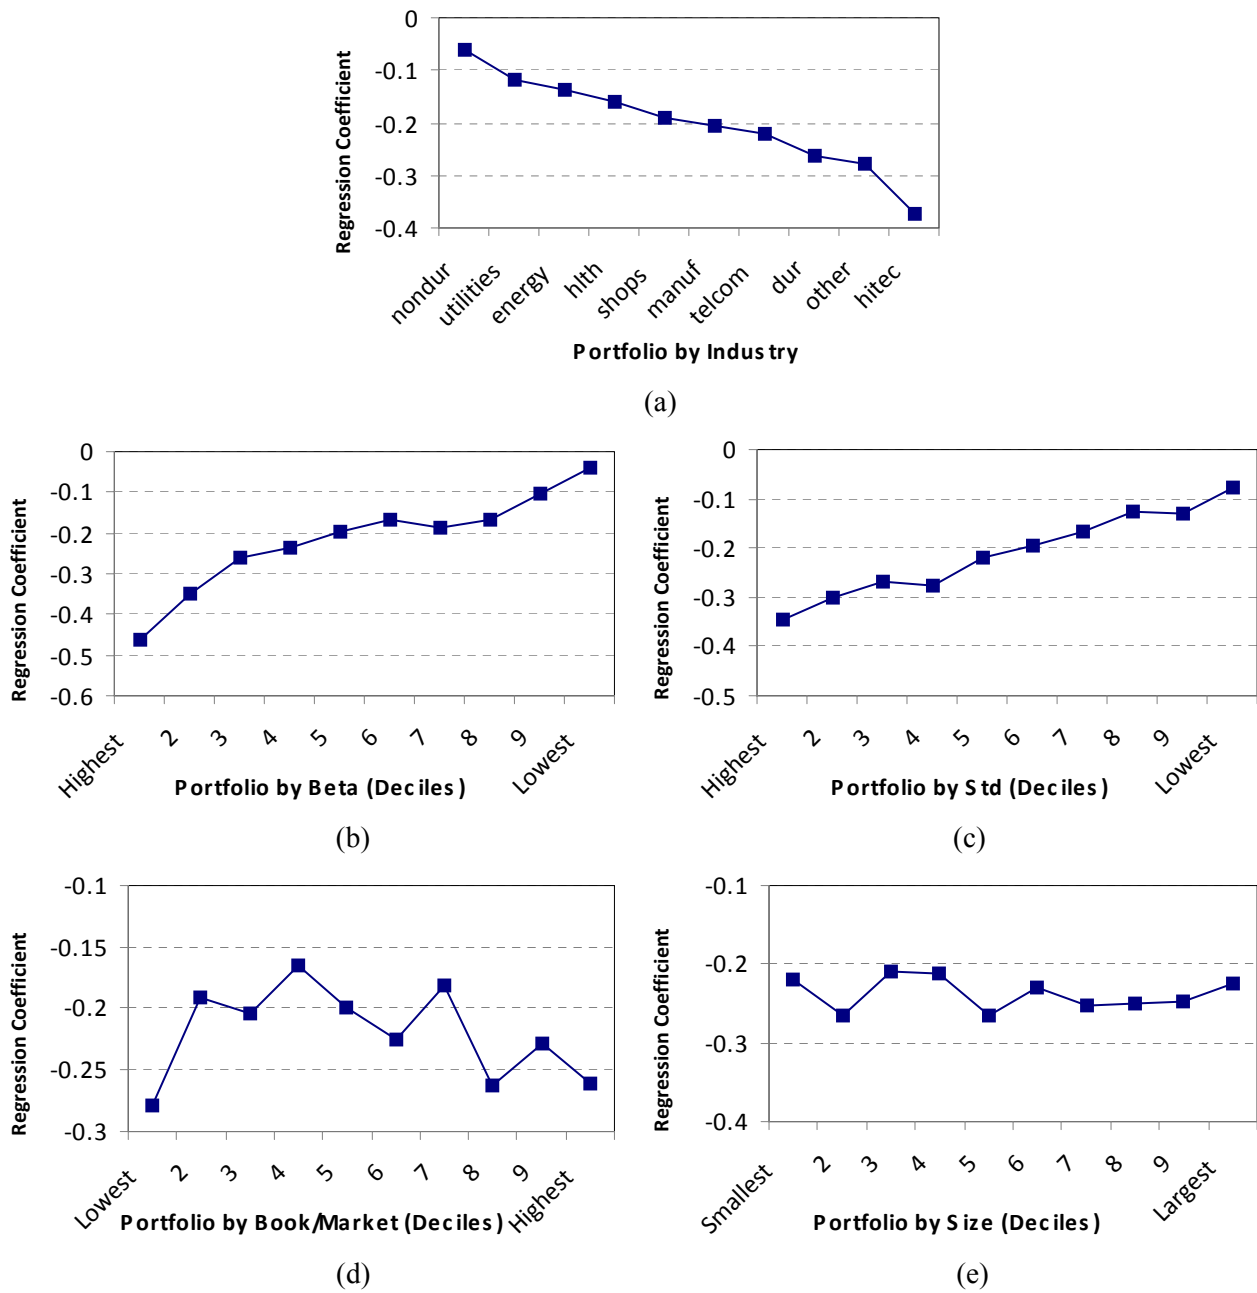 0
-0.1
-0.2
-0.3
-0.4
Regression Coefficient
nondur
utilities
energy
hlth
shops
manuf
telcom
dur
other
hitec
Portfolio by Industry
(a)
0
-0.1
-0.2
-0.3
-0.4
-0.5
-0.6
Regression Coefficient
Highest
2
3
4
5
6
7
8
9
Lowest
Portfolio by Beta (Deciles)
(b)
0
-0.1
-0.2
-0.3
-0.4
-0.5
Regression Coefficient
Highest
2
3
4
5
6
7
8
9
Lowest
Portfolio by Std (Deciles)
(c)
-0.1
-0.15
-0.2
-0.25
-0.3
Regression Coefficient
Lowest
2
3
4
5
6
7
8
9
Highest
Portfolio by Book/Market (Deciles)
(d)
-0.1
-0.2
-0.3
-0.4
Regression Coefficient
Smallest
2
3
4
5
6
7
8
9
Largest
Portfolio by Size (Deciles)
(e)